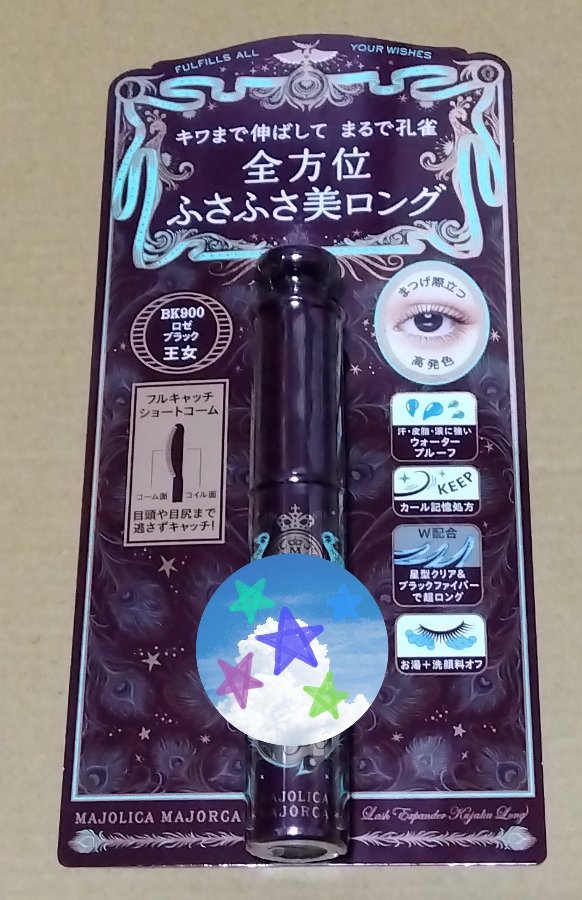 FULFILLS ALL YOUR WISHES
キワまで伸ばして まるで孔雀
全方位
ふさふさ美ロング
BK900
ロゼ
ブラック
王女
まつげ際立つ
高発色
フルキャッチ
ショートコーム
コーム面 コイル面
目頭や目尻まで
逃さずキャッチ!
汗・皮脂・涙に強い
ウォーター
プルーフ
KEEP
カール記憶処方
W配合
星型クリア&
ブラックファイバー
で超ロング
お湯+洗顔料オフ
M
MAJOLICA
MAJORCA
MAJOLICA MAJORCA
Lash Expander Kujaku Long